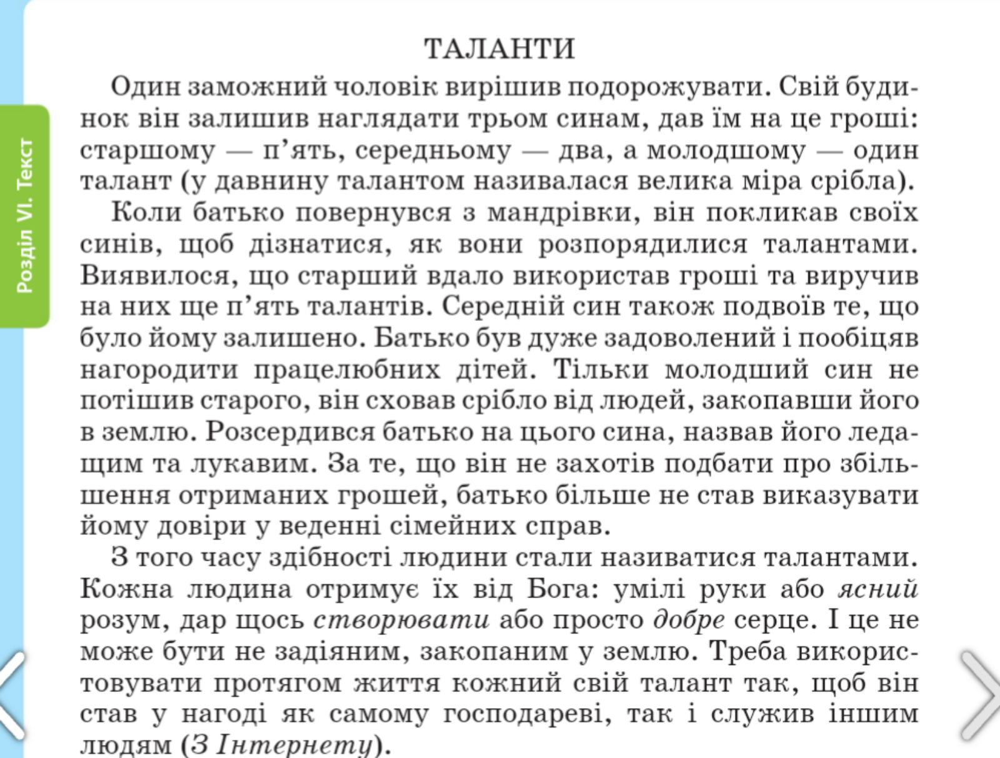 ТАЛАНТИ
Один заможний чоловік вирішив подорожувати. Свій буди-
нок він залишив наглядати трьом синам, дав їм на це гроші:
старшому — п’ять, середньому — два, а молодшому — один
талант (у давнину талантом називалася велика міра срібла).
Коли батько повернувся з мандрівки, він покликав своїх
синів, щоб дізнатися, як вони розпорядилися талантами.
Виявилося, що старший вдало використав гроші та виручив
на них ще п’ять талантів. Середній син також подвоїв те, що
було йому залишено. Батько був дуже задоволений і пообіцяв
нагородити працелюбних дітей. Тільки молодший син не
потішив старого, він сховав срібло від людей, закопавши його
в землю. Розсердився батько на цього сина, назвав його леда-
щим та лукавим. За те, що він не захотів подбати про збіль-
шення отриманих грошей, батько більше не став виказувати
йому довіри у веденні сімейних справ.
З того часу здібності людини стали називатися талантами.
Кожна людина отримує їх від Бога: умілі руки або ясний
розум, дар щось створювати або просто добре серце. І це не
може бути не задіяним, закопаним у землю. Треба викорис-
товувати протягом життя кожний свій талант так, щоб він
став у нагоді як самому господареві, так і служив іншим
людям (З Інтернету).
Розділ VI. Текст